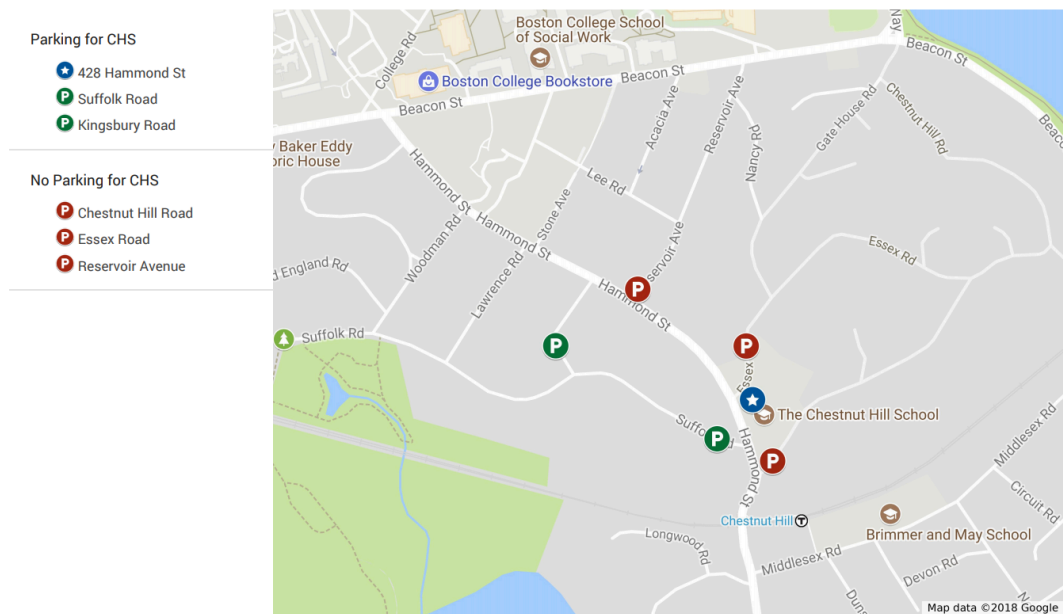 Parking for CHS
428 Hammond St
P Suffolk Road
P Kingsbury Road
No Parking for CHS
P Chestnut Hill Road
P Essex Road
P Reservoir Avenue
Boston College School
of Social Work
College Rd
Boston College Bookstore
Beacon St
Beacon St
Beacon St
Nay
Beaco
y Baker Eddy
oric House
Hammond St
Hammond St
Hammond St
Hammond St
Acacia Ave
Reservoir Ave
Nancy Rd
Gate House Rd
Chestnut Hill Rd
Lee Rd
Stone Ave
Woodman Rd
Lawrence Rd
d England Rd
servoir Ave
Essex Rd
Suffolk Rd
P
P
P
Essex
The Chestnut Hill School
P
P
Middlesex Rd
Circuit Rd
Chestnut Hill T
Brimmer and May School
Longwood Rd
Middlesex Rd
Devon Rd
Duns
N
Map data ©2018 Google